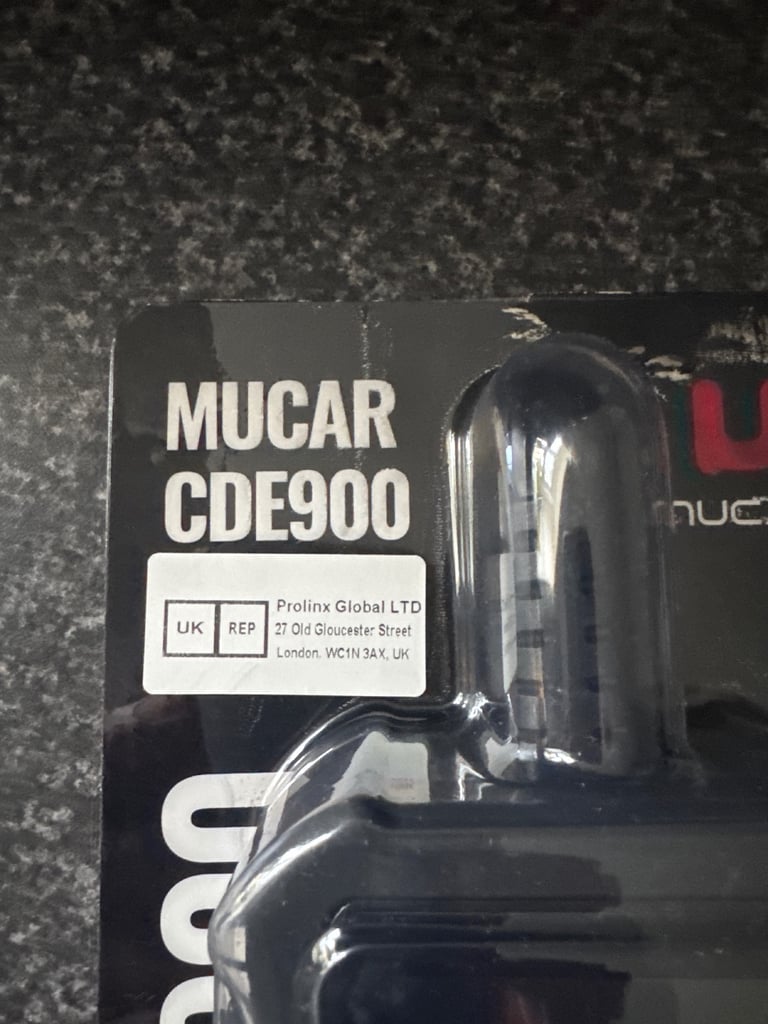 MUCAR
CDE900
UK REP
Prolinx Global LTD
27 Old Gloucester Street
London. WC1N 3AX, UK